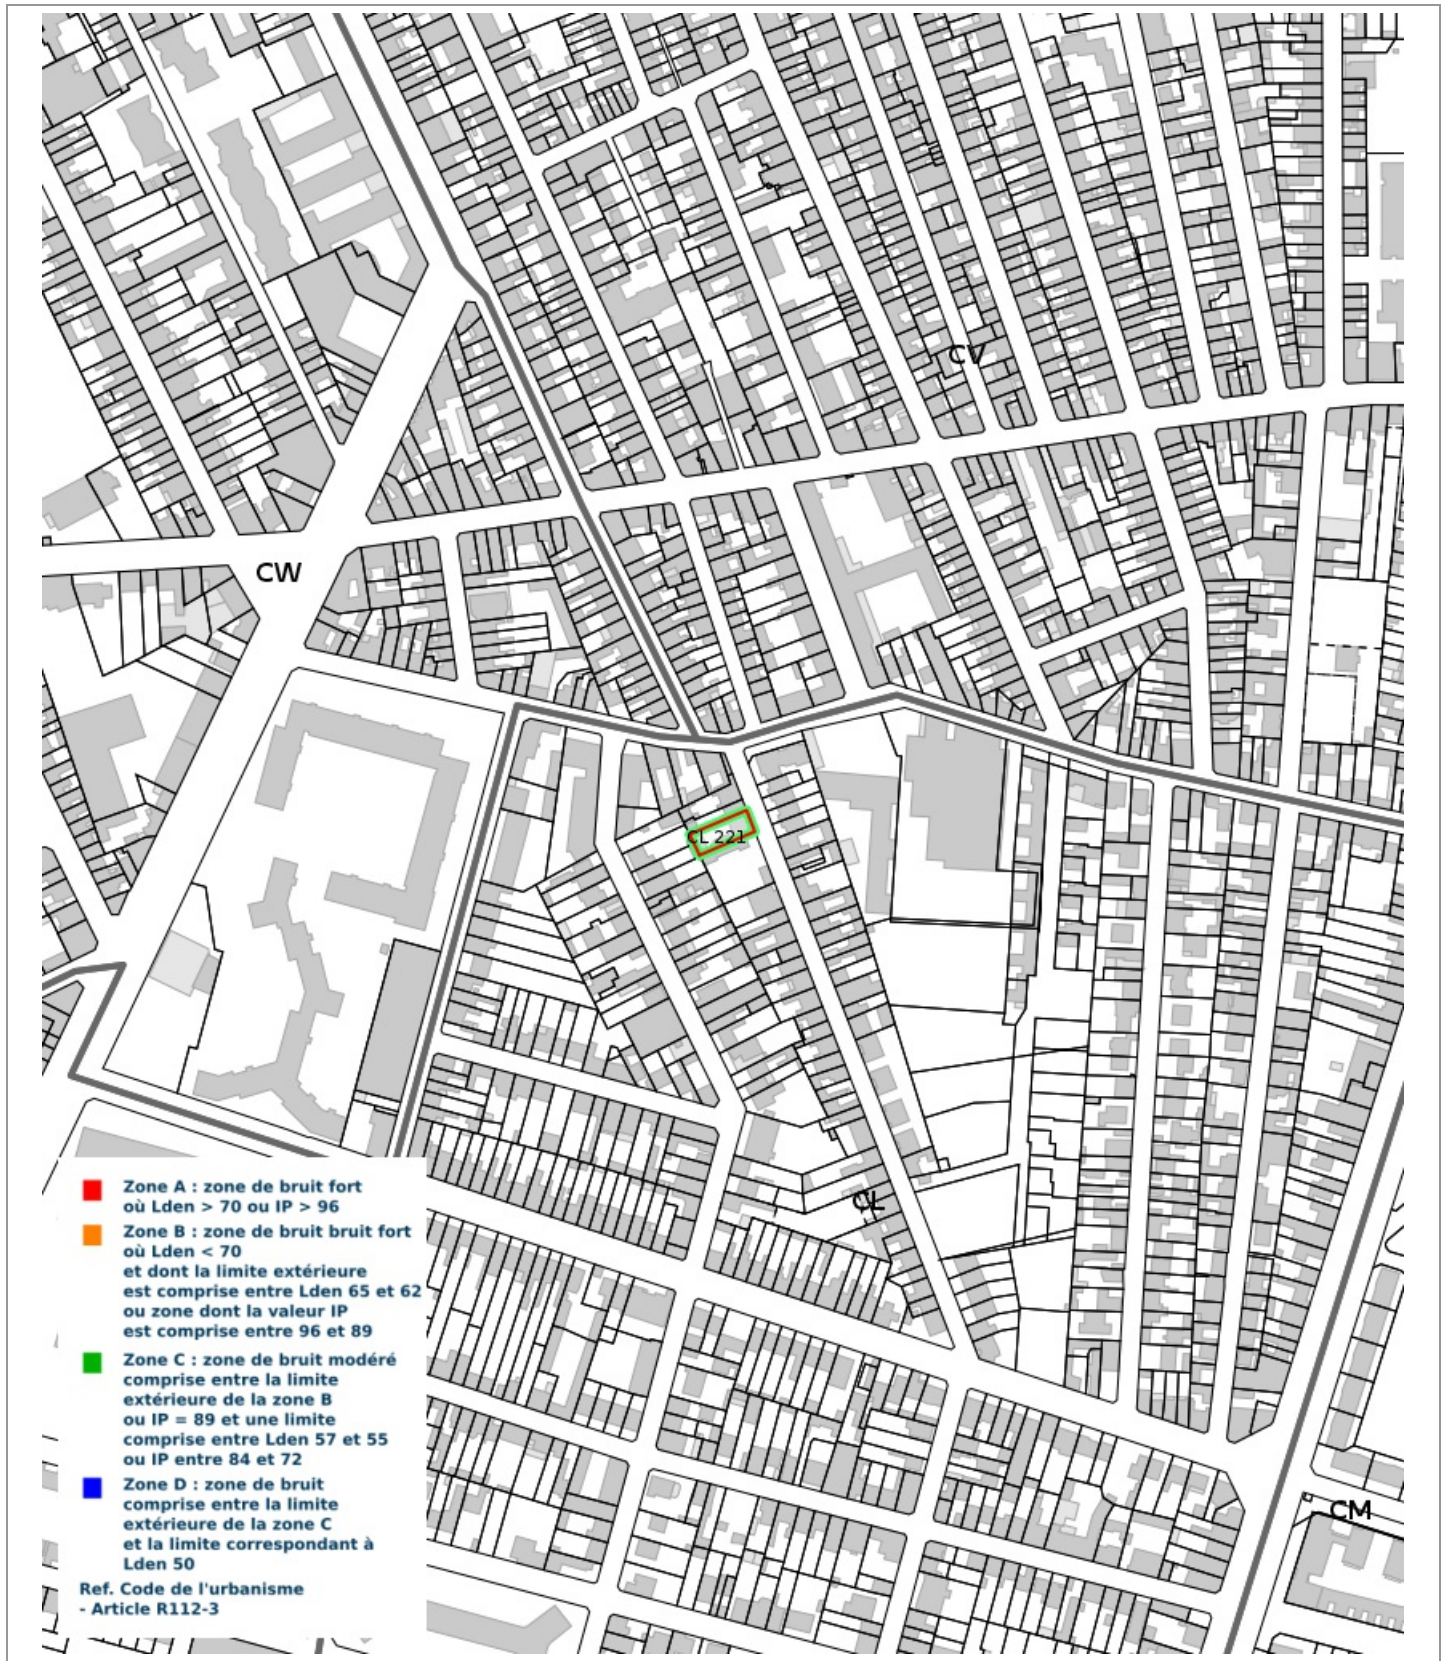 CV
CW
CL 221
CL
CM
Zone A : zone de bruit fort
où Lden > 70 ou IP > 96
Zone B : zone de bruit bruit fort
où Lden < 70
et dont la limite extérieure
est comprise entre Lden 65 et 62
ou zone dont la valeur IP
est comprise entre 96 et 89
Zone C : zone de bruit modéré
comprise entre la limite
extérieure de la zone B
ou IP = 89 et une limite
comprise entre Lden 57 et 55
ou IP entre 84 et 72
Zone D : zone de bruit
comprise entre la limite
extérieure de la zone C
et la limite correspondant à
Lden 50
Ref. Code de l'urbanisme
- Article R112-3